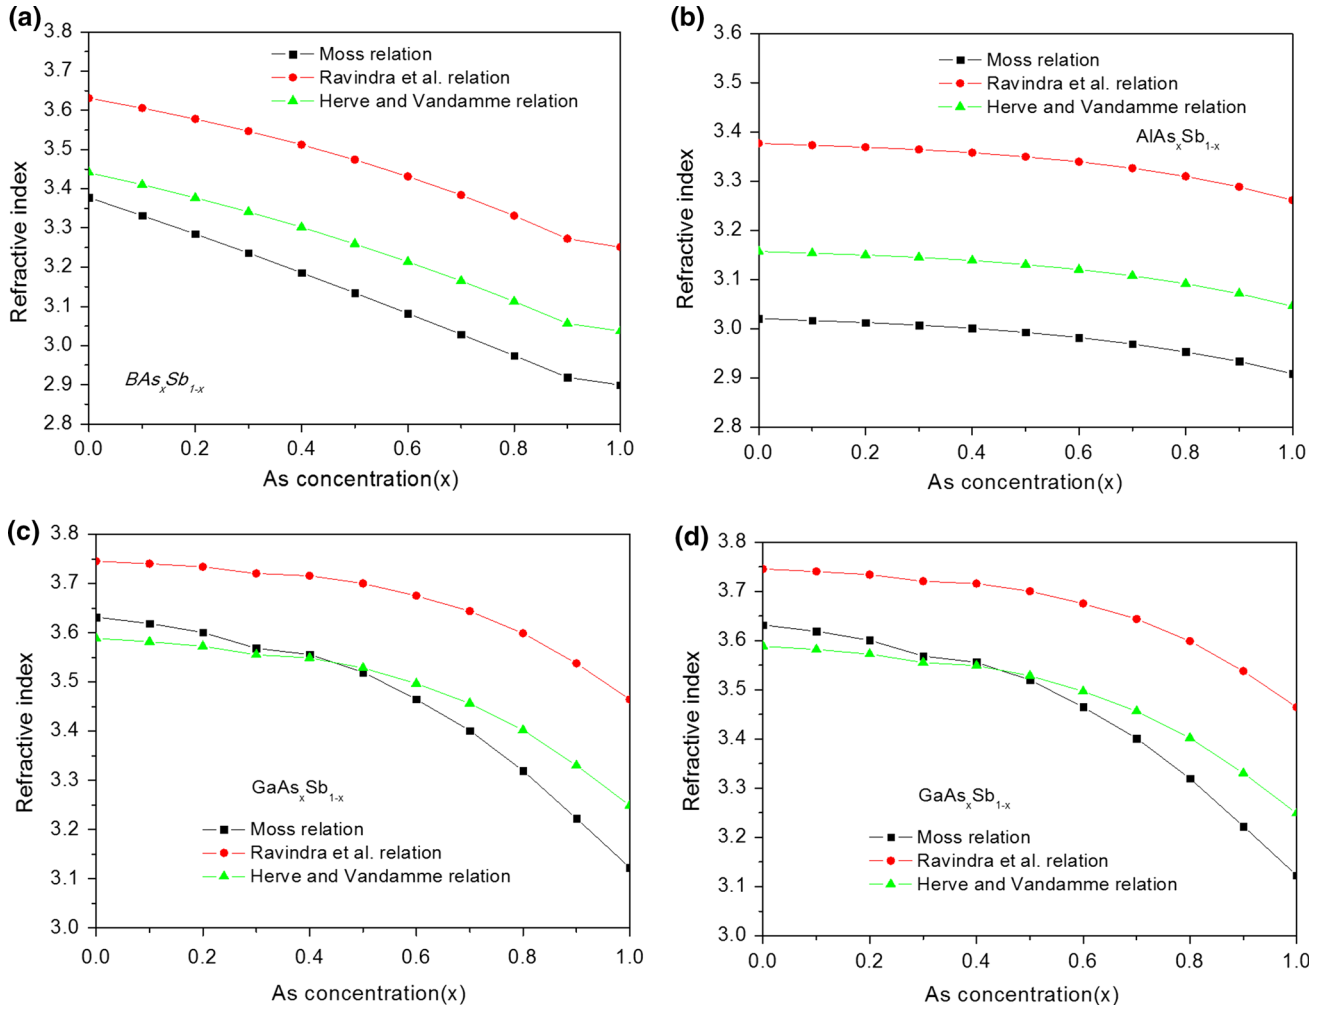 (a)
3.8
3.7
3.6
3.5
3.4
3.3
3.2
3.1
3.0
2.9
2.8
Refractive index
Moss relation
Ravindra et al. relation
Herve and Vandamme relation
BAsxSb1-x
0.0 0.2 0.4 0.6 0.8 1.0
As concentration(x)
(b)
3.6
3.5
3.4
3.3
3.2
3.1
3.0
2.9
2.8
Refractive index
Moss relation
Ravindra et al. relation
Herve and Vandamme relation
AlAsxSb1-x
0.0 0.2 0.4 0.6 0.8 1.0
As concentration(x)
(c)
3.8
3.7
3.6
3.5
3.4
3.3
3.2
3.1
3.0
Refractive index
GaAsxSb1-x
Moss relation
Ravindra et al. relation
Herve and Vandamme relation
0.0 0.2 0.4 0.6 0.8 1.0
As concentration(x)
(d)
3.8
3.7
3.6
3.5
3.4
3.3
3.2
3.1
3.0
Refractive index
GaAsxSb1-x
Moss relation
Ravindra et al. relation
Herve and Vandamme relation
0.0 0.2 0.4 0.6 0.8 1.0
As concentration(x)